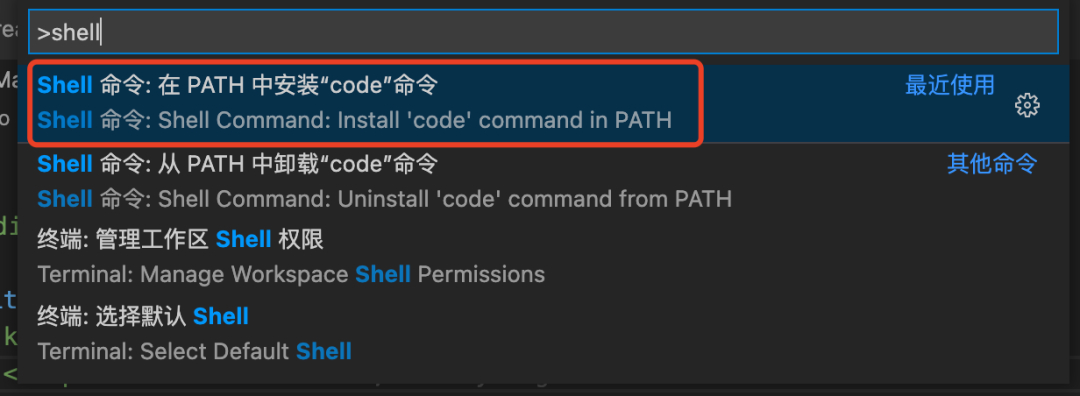 >shell
Shell 命令: 在 PATH 中安装“code”命令 最近使用
Shell 命令: Shell Command: Install 'code' command in PATH
Shell 命令: 从 PATH 中卸载“code”命令 其他命令
Shell 命令: Shell Command: Uninstall 'code' command from PATH
终端: 管理工作区 Shell 权限
Terminal: Manage Workspace Shell Permissions
终端: 选择默认 Shell
Terminal: Select Default Shell